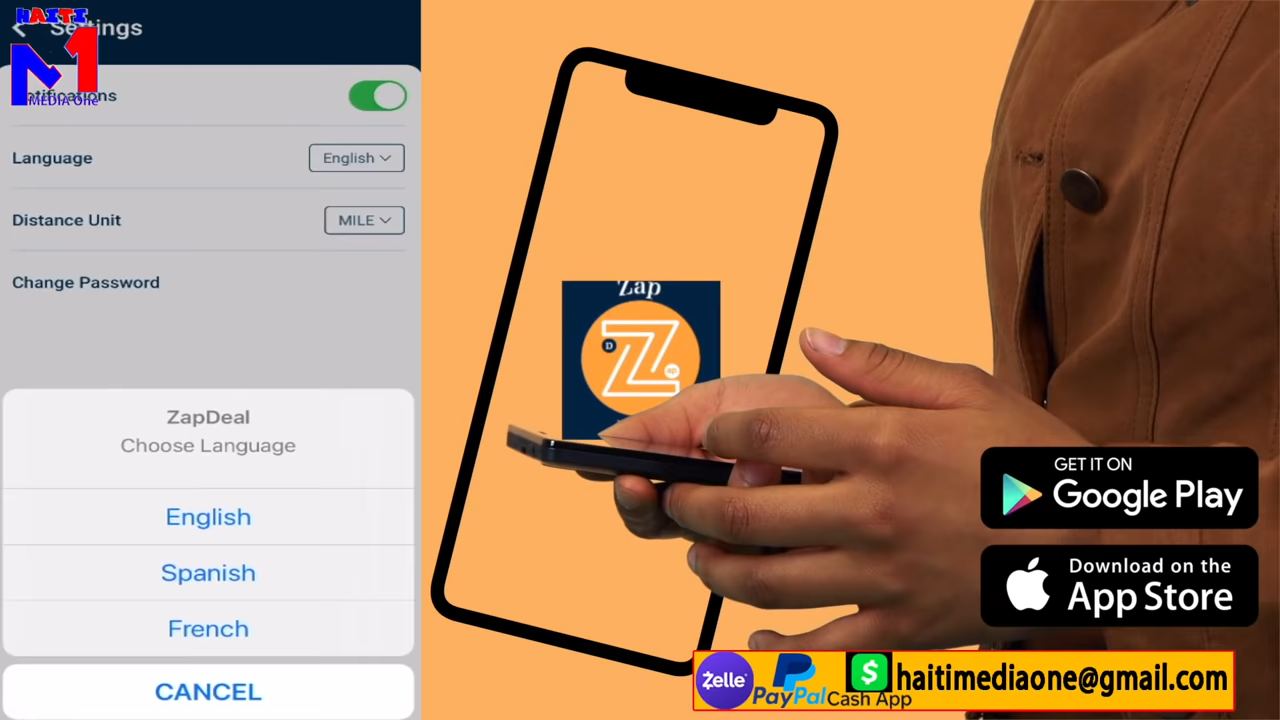 HAITI
MEDIA One
Settings
Notifications
Language
English
Distance Unit
MILE
Change Password
ZapDeal
Choose Language
English
Spanish
French
CANCEL
Zap
Z
D
GET IT ON
Google Play
Download on the
App Store
Zelle
PayPal
$
Cash App
haitimediaone@gmail.com